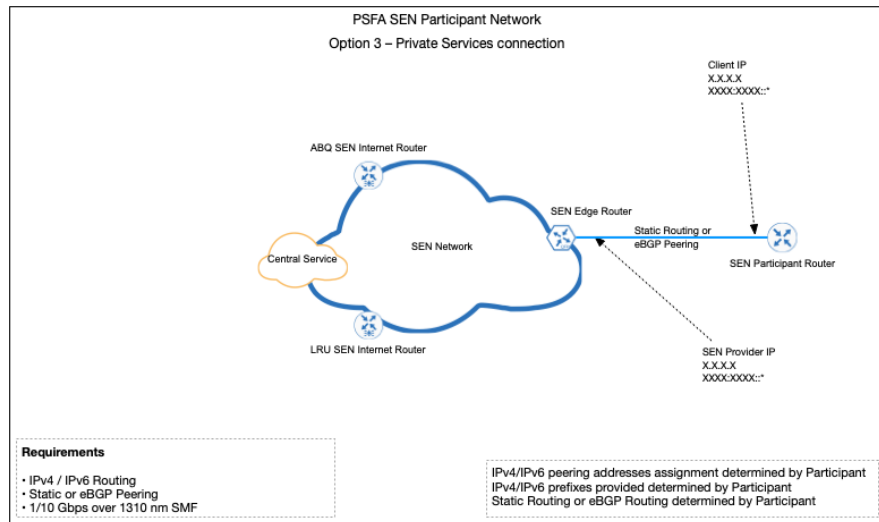 PSFA SEN Participant Network
Option 3 – Private Services connection
Client IP
X.X.X.X
XXXX:XXXX::*
ABQ SEN Internet Router
SEN Edge Router
Static Routing or
eBGP Peering
SEN Network
Central Service
SEN Participant Router
LRU SEN Internet Router
SEN Provider IP
X.X.X.X
XXXX:XXXX::*
Requirements
• IPv4 / IPv6 Routing
• Static or eBGP Peering
• 1/10 Gbps over 1310 nm SMF
IPv4/IPv6 peering addresses assignment determined by Participant
IPv4/IPv6 prefixes provided determined by Participant
Static Routing or eBGP Routing determined by Participant